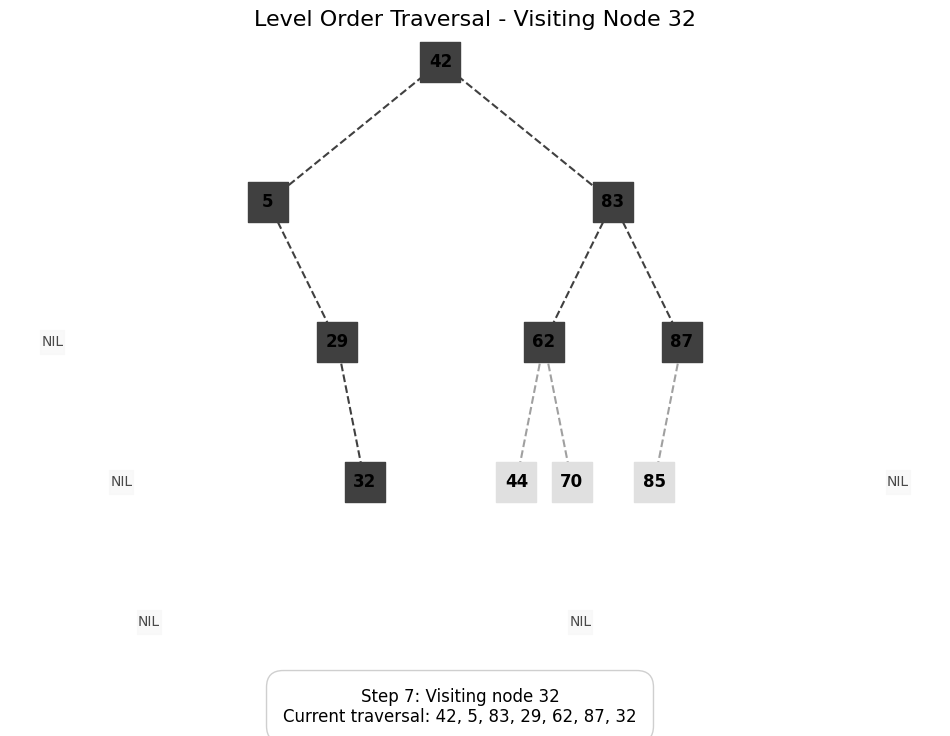 Level Order Traversal - Visiting Node 32
42
5
83
NIL
29
62
87
NIL
32
44
70
85
NIL
NIL
NIL
Step 7: Visiting node 32
Current traversal: 42, 5, 83, 29, 62, 87, 32